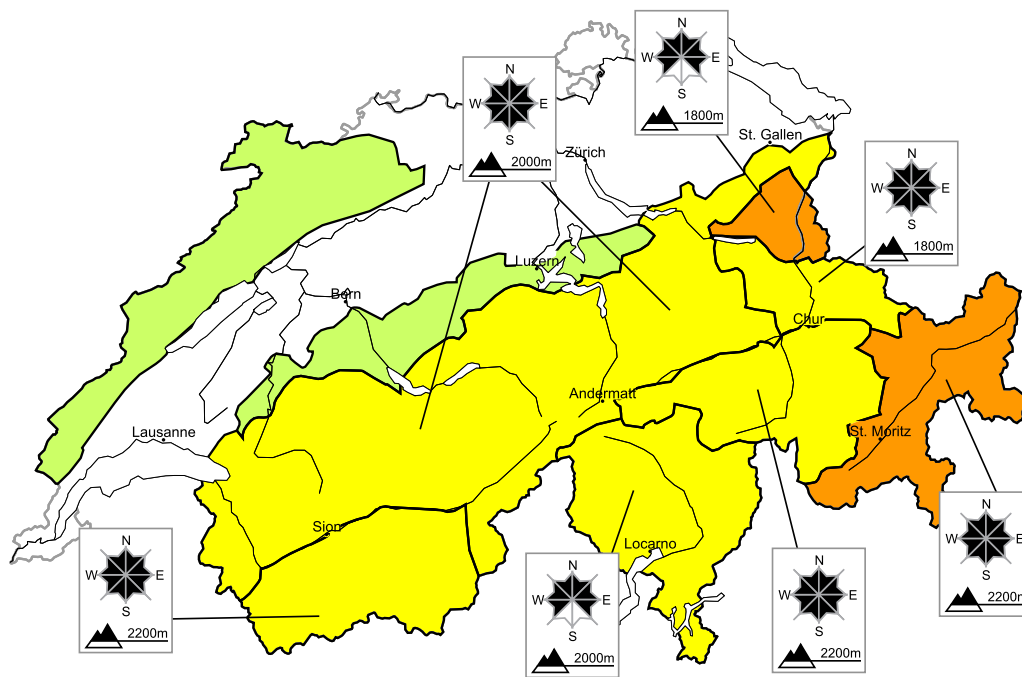 N
W E
S
1800m
N
W E
S
2000m
St. Gallen
Zürich
N
W E
S
1800m
Luzern
Bern
Chur
Andermatt
Lausanne
St. Moritz
N
W E
S
2200m
Sion
Locarno
N
W E
S
2200m
N
W E
S
2000m
N
W E
S
2200m